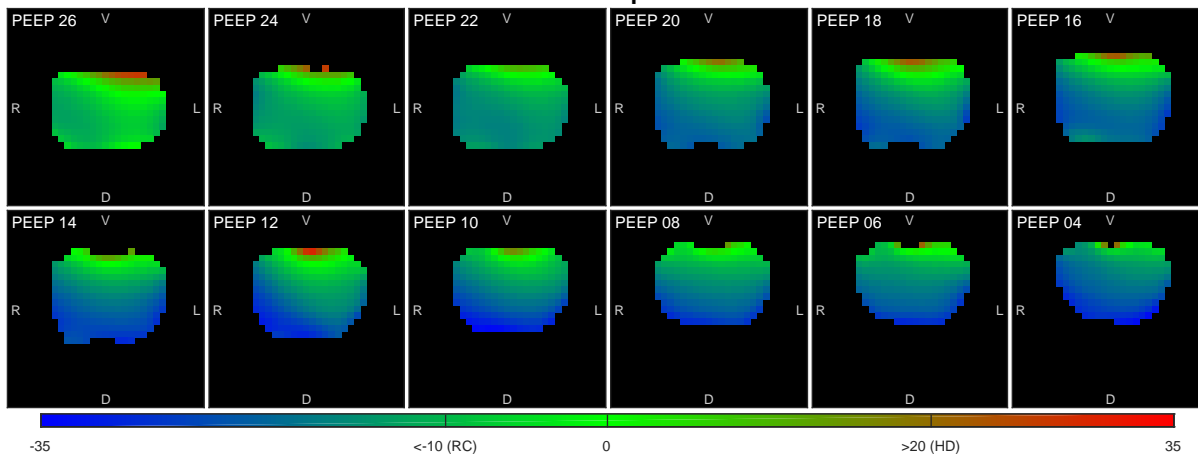 PEEP 26 V R L D
PEEP 24 V R L D
PEEP 22 V R L D
PEEP 20 V R L D
PEEP 18 V R L D
PEEP 16 V R L D
PEEP 14 V R L D
PEEP 12 V R L D
PEEP 10 V R L D
PEEP 08 V R L D
PEEP 06 V R L D
PEEP 04 V R L D
-35 <-10 (RC) 0 >20 (HD) 35